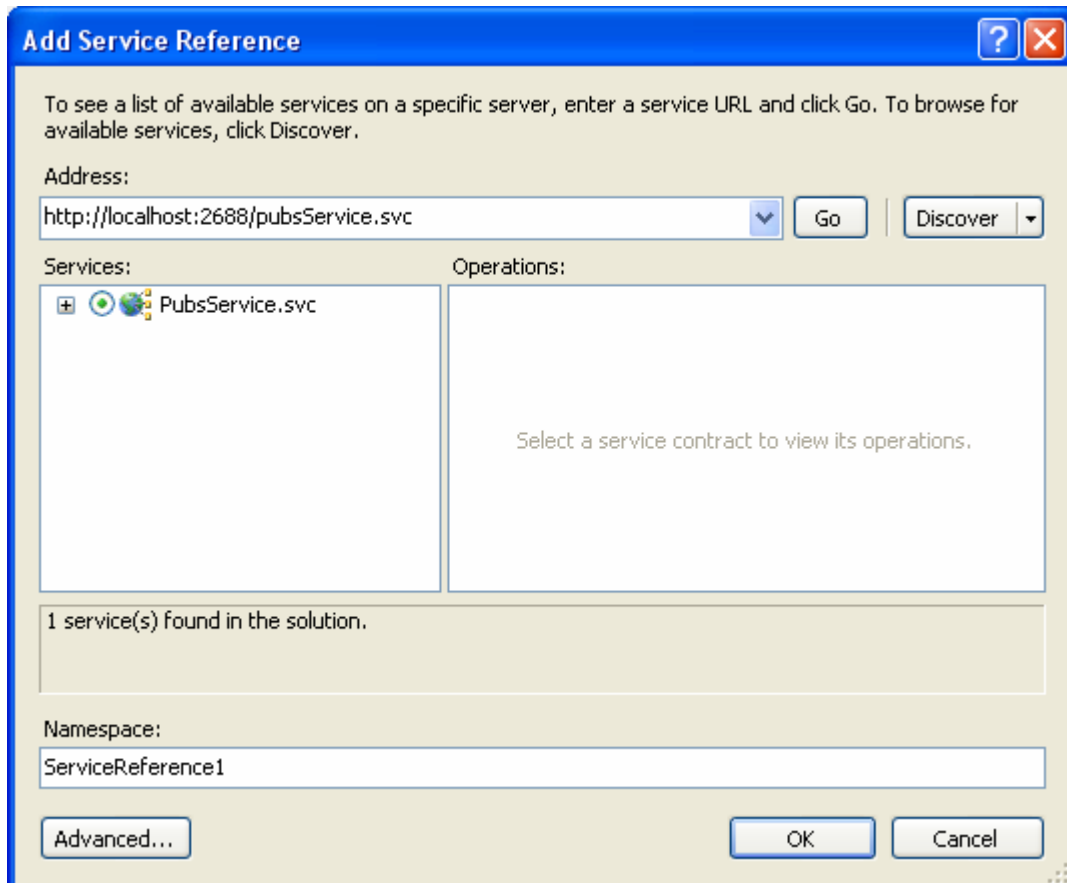 Add Service Reference
To see a list of available services on a specific server, enter a service URL and click Go. To browse for
available services, click Discover.
Address:
http://localhost:2688/pubsService.svc
Go
Discover
Services:
Operations:
PubsService.svc
Select a service contract to view its operations.
1 service(s) found in the solution.
Namespace:
ServiceReference1
Advanced...
OK
Cancel